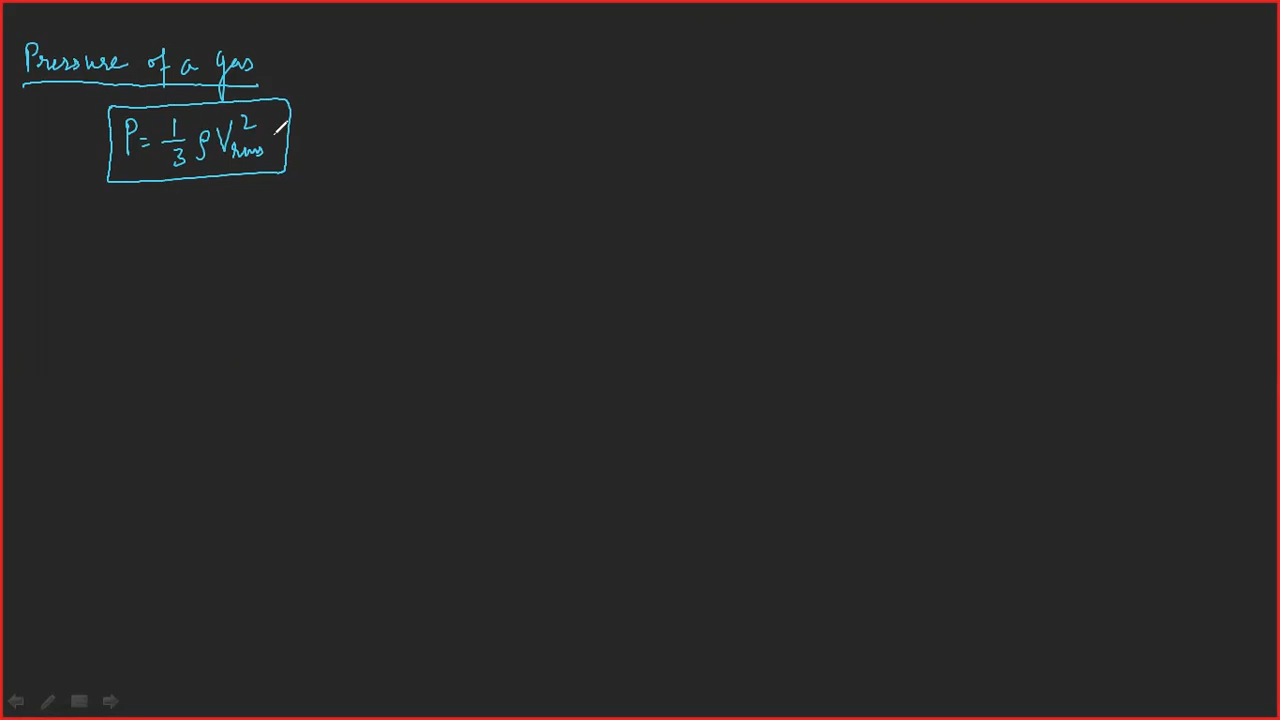 Pressure of a gas
P = 1/3 ρ V²rms